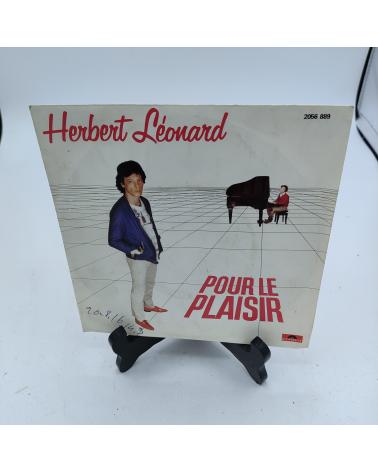 Herbert Léonard
2056 889
POUR LE
PLAISIR